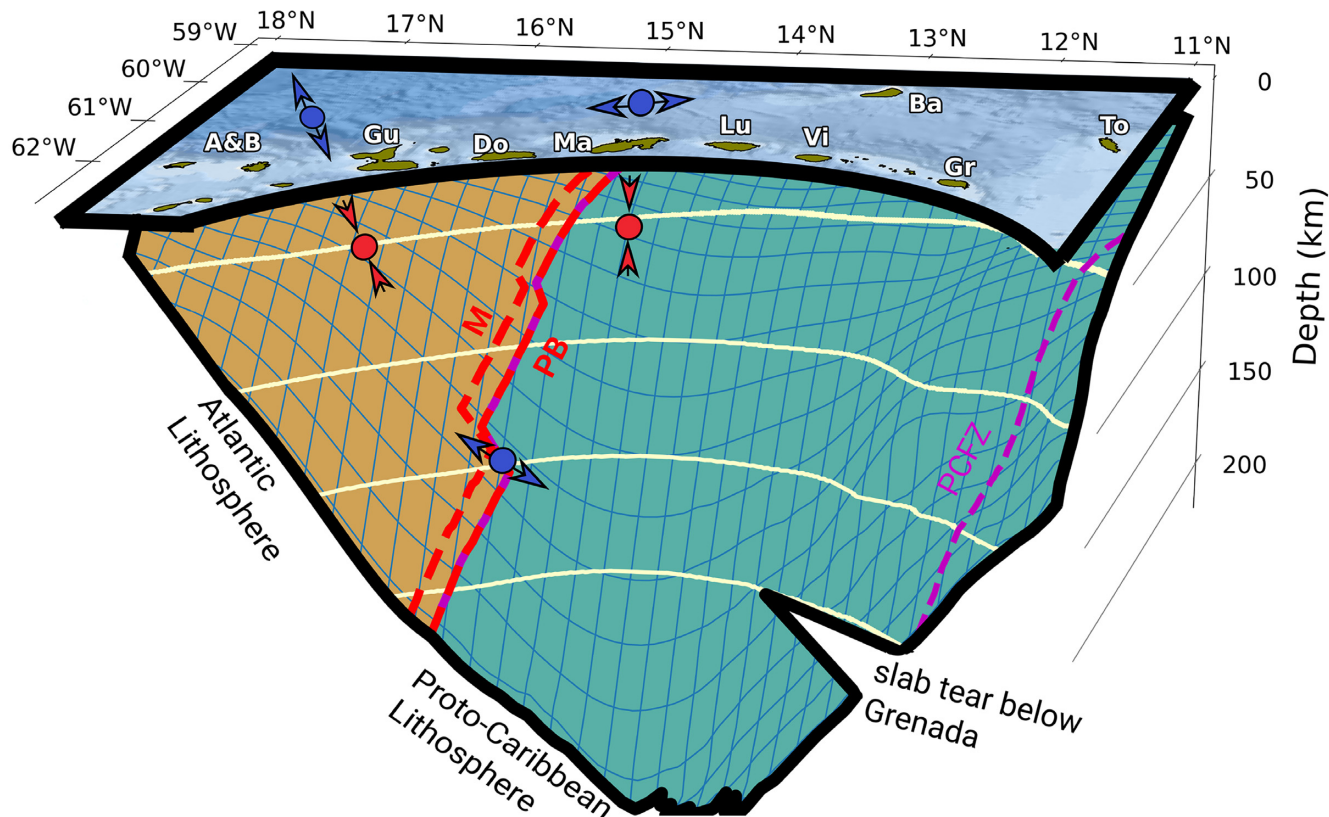 18°N
17°N
16°N
15°N
14°N
13°N
12°N
11°N
59°W
60°W
61°W
62°W
0
50
100
150
200
Depth (km)
A&B
Gu
Do
Ma
Lu
Vi
Ba
Gr
To
M
PB
PCFZ
Atlantic
Lithosphere
Proto-Caribbean
Lithosphere
slab tear below
Grenada